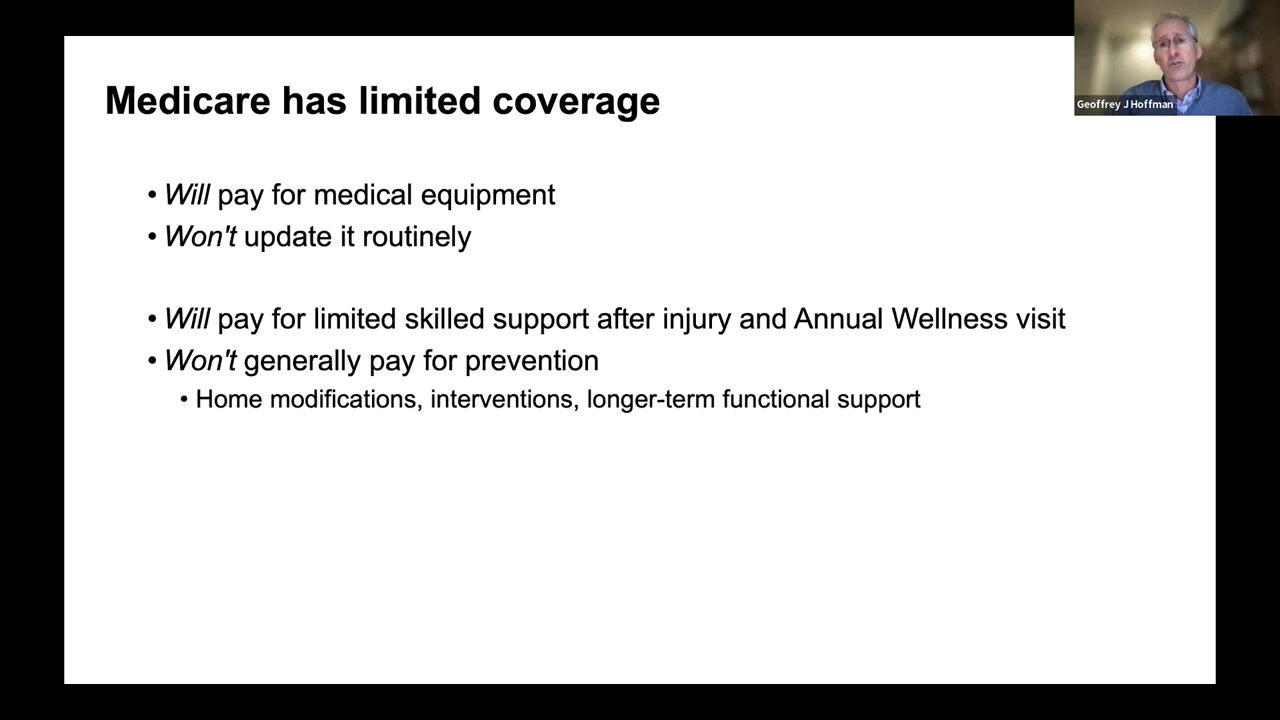 Medicare has limited coverage
Geoffrey J Hoffman
• Will pay for medical equipment
• Won't update it routinely
• Will pay for limited skilled support after injury and Annual Wellness visit
• Won't generally pay for prevention
• Home modifications, interventions, longer-term functional support